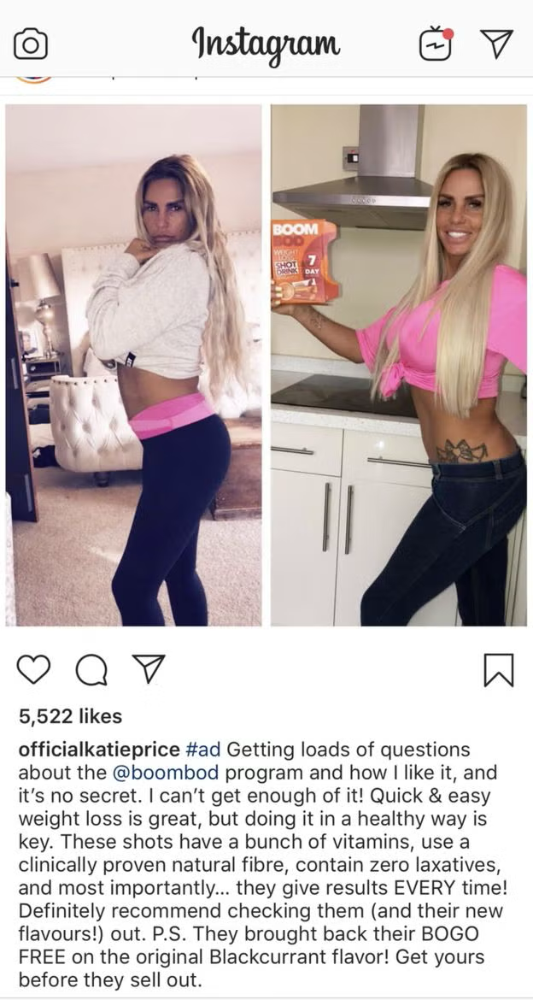 Instagram
BOOM
BOD
WEIGHT
LOSS
SHOT
DRINK
7
DAY
5,522 likes
officialkatieprice #ad Getting loads of questions
about the @boombod program and how I like it, and
it’s no secret. I can’t get enough of it! Quick & easy
weight loss is great, but doing it in a healthy way is
key. These shots have a bunch of vitamins, use a
clinically proven natural fibre, contain zero laxatives,
and most importantly... they give results EVERY time!
Definitely recommend checking them (and their new
flavours!) out. P.S. They brought back their BOGO
FREE on the original Blackcurrant flavor! Get yours
before they sell out.